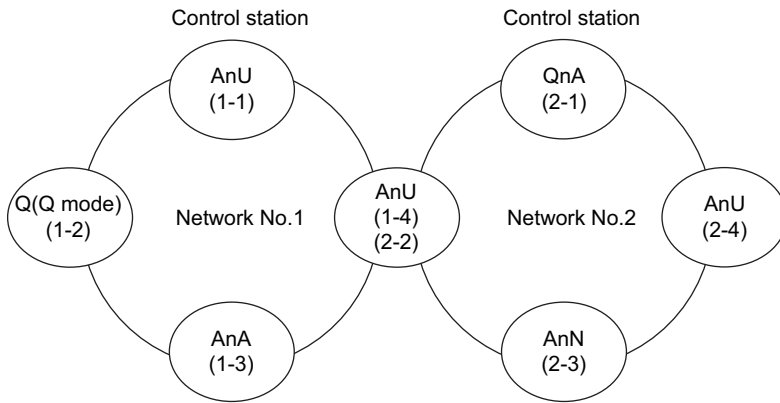 Control station
Control station
AnU
(1-1)
QnA
(2-1)
Q(Q mode)
(1-2)
Network No.1
AnU
(1-4)
(2-2)
Network No.2
AnU
(2-4)
AnA
(1-3)
AnN
(2-3)